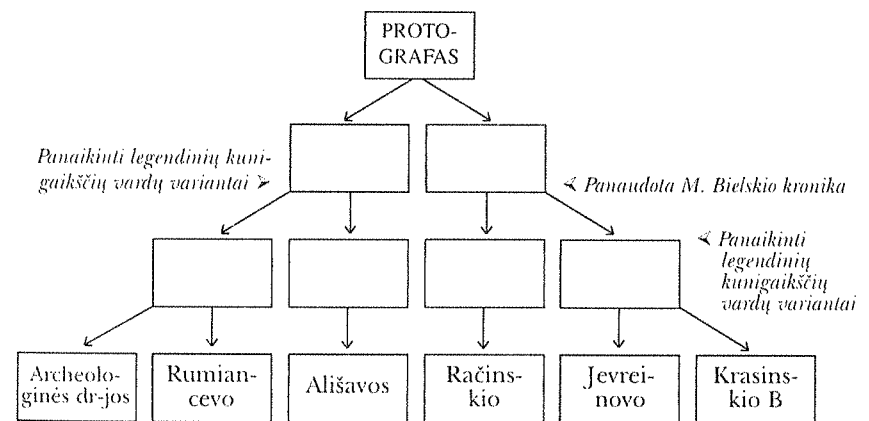 PROTO-
GRAFAS
Panaikinti legendinių kuni-
gaikščių vardų variantai
Panaudota M. Bielskio kronika
Panaikinti
legendinių
kunigaikščių
vardų variantai
Archeolo-
ginės dr-jos
Rumian-
cevo
Ališavos
Račins-
kio
Jevrei-
novo
Krasins-
kio B